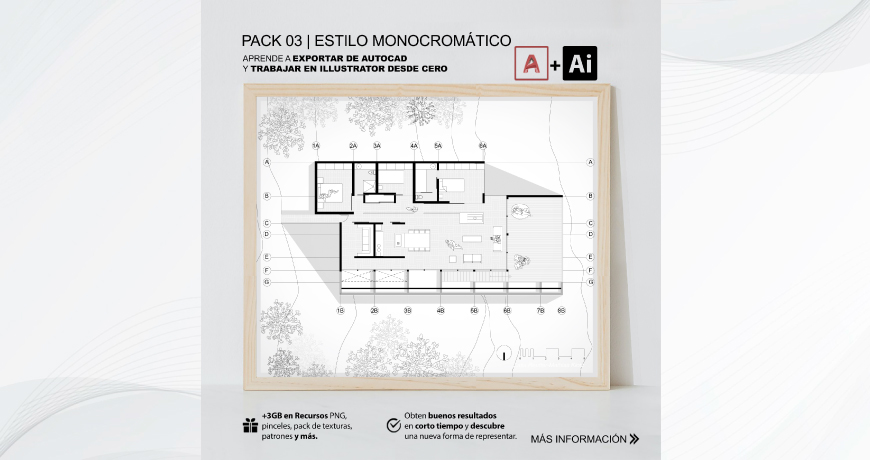 PACK 03 | ESTILO MONOCROMÁTICO
APRENDE A EXPORTAR DE AUTOCAD
Y TRABAJAR EN ILLUSTRATOR DESDE CERO
A + Ai
1A 2A 3A 4A 5A 6A
A A
B B
C C
D D
E E
F F
G G
1B 2B 3B 4B 5B 6B 7B 8B
+3GB en Recursos PNG,
pinceles, pack de texturas,
patrones y más.
Obten buenos resultados
en corto tiempo y descubre
una nueva forma de representar.
MÁS INFORMACIÓN